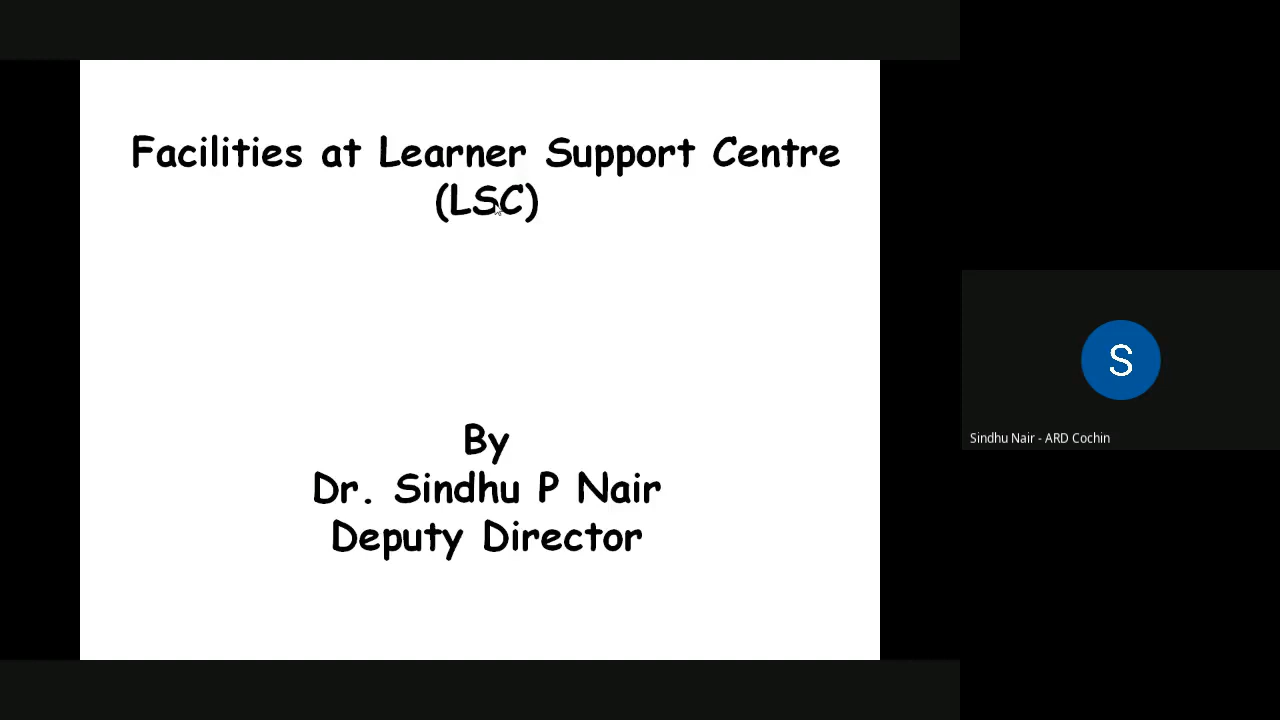 Facilities at Learner Support Centre
(LSC)
By
Dr. Sindhu P Nair
Deputy Director
S
Sindhu Nair - ARD Cochin